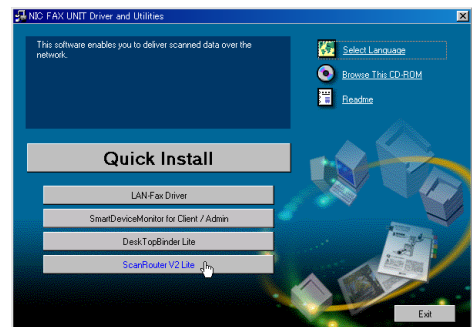 NIC FAX UNIT Driver and Utilities
This software enables you to deliver scanned data over the
network.
Select Language
Browse This CD-ROM
Readme
Quick Install
LAN-Fax Driver
SmartDeviceMonitor for Client / Admin
DeskTopBinder Lite
ScanRouter V2 Lite
Exit